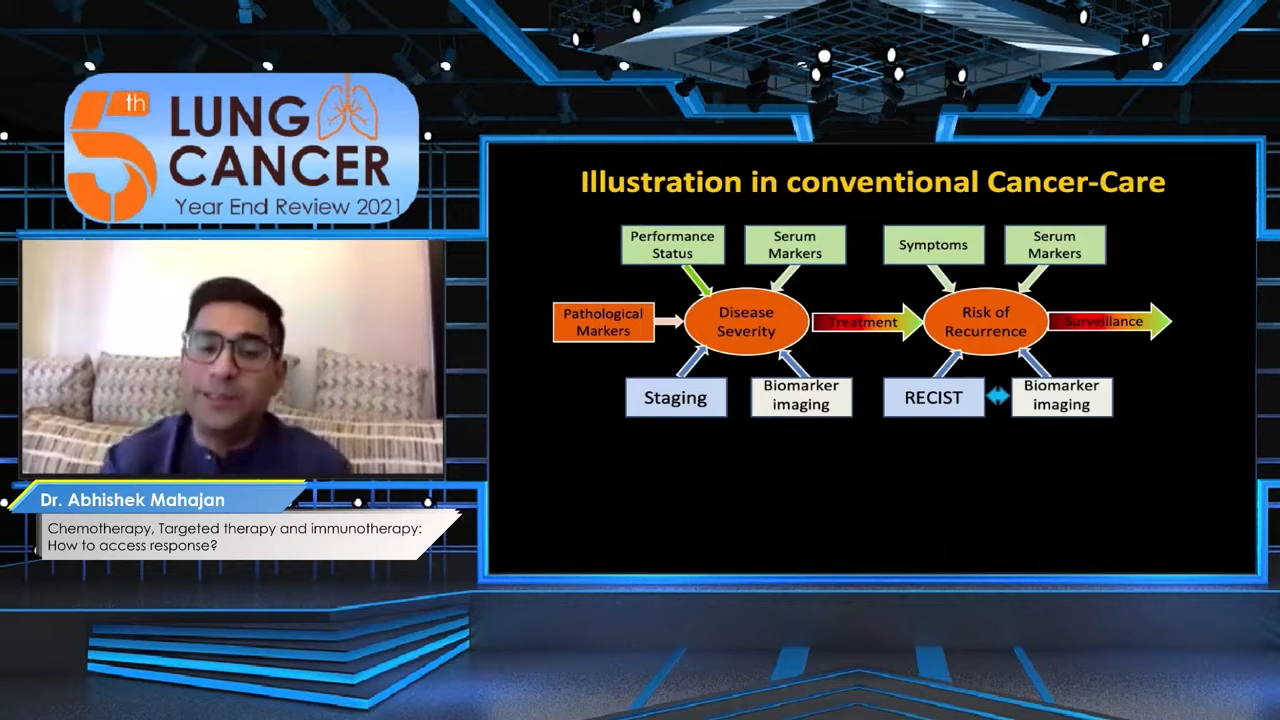 5th
LUNG
CANCER
Year End Review 2021
Illustration in conventional Cancer-Care
Performance
Status
Serum
Markers
Symptoms
Serum
Markers
Pathological
Markers
Disease
Severity
Treatment
Risk of
Recurrence
Surveillance
Staging
Biomarker
imaging
RECIST
Biomarker
imaging
Dr. Abhishek Mahajan
Chemotherapy, Targeted therapy and immunotherapy:
How to access response?